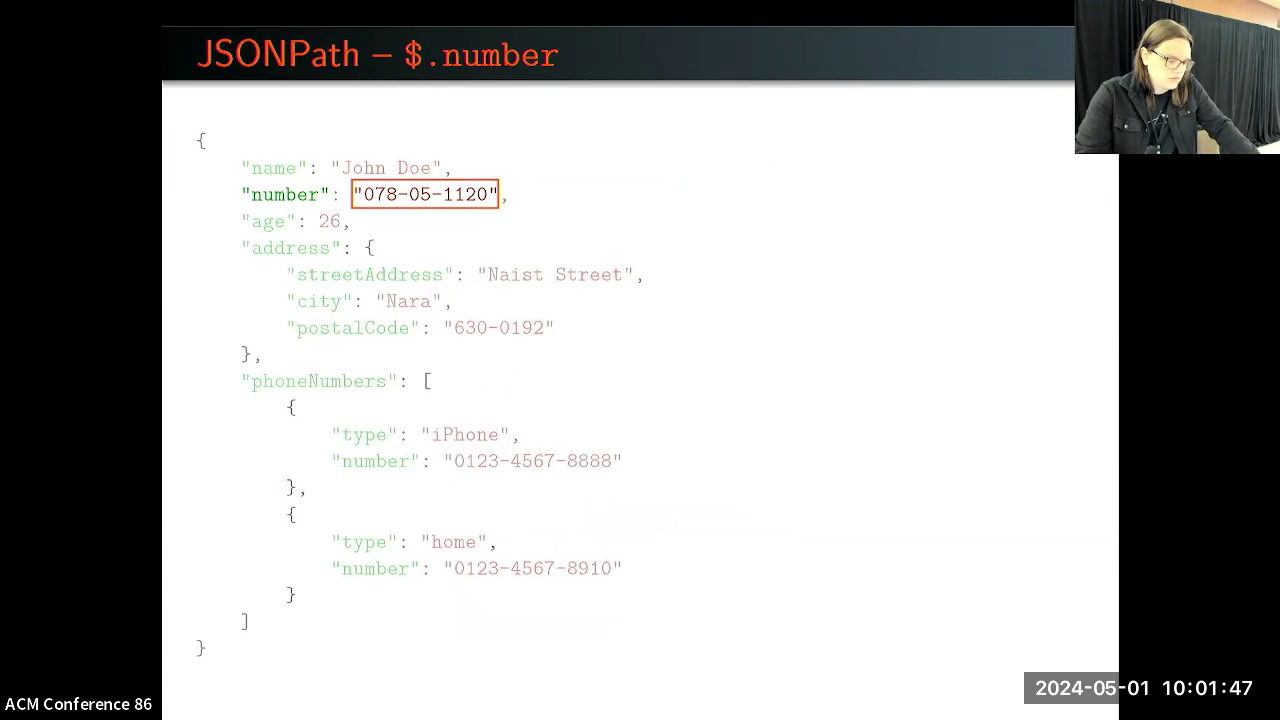 JSONPath – $.number
{
"name": "John Doe",
"number": "078-05-1120",
"age": 26,
"address": {
"streetAddress": "Naist Street",
"city": "Nara",
"postalCode": "630-0192"
},
"phoneNumbers": [
{
"type": "iPhone",
"number": "0123-4567-8888"
},
{
"type": "home",
"number": "0123-4567-8910"
}
]
}
2024-05-01 10:01:47
ACM Conference 86